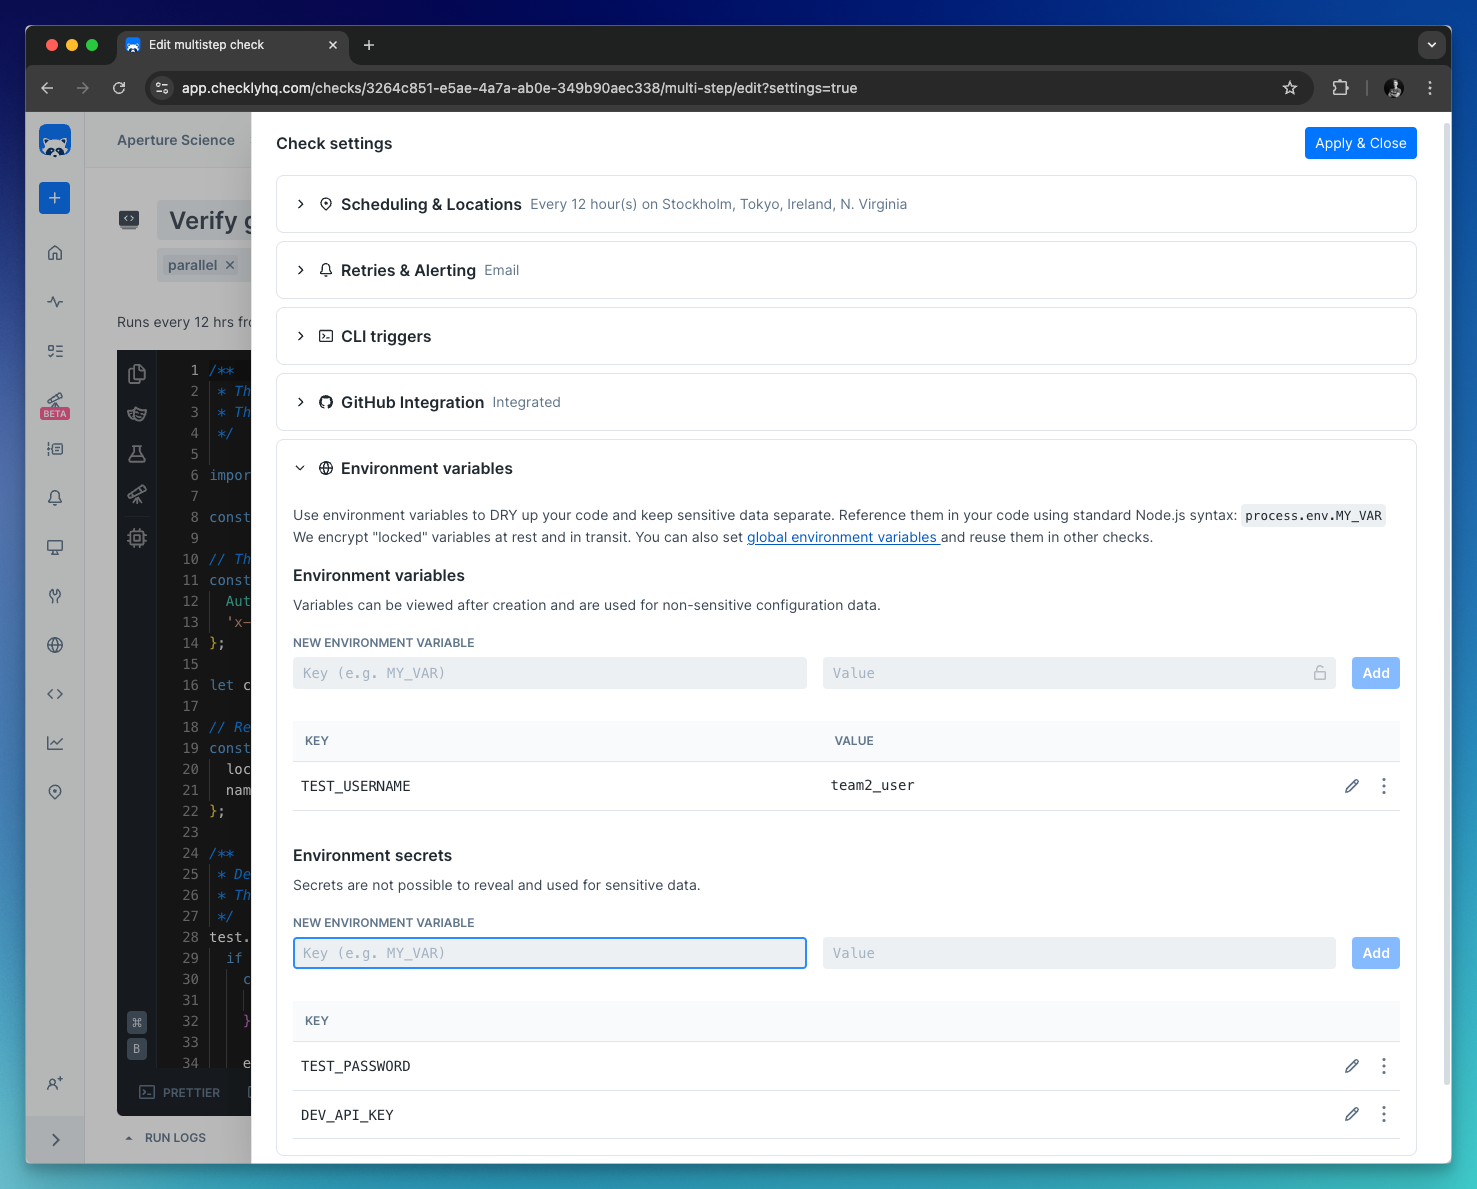 Edit multistep check
app.checklyhq.com/checks/3264c851-e5ae-4a7a-ab0e-349b90aec338/multi-step/edit?settings=true
Aperture Science
Check settings
Apply & Close
Verify g
parallel
Runs every 12 hrs fro
BETA
1 /**
2 * Th
3 * Th
4 */
5
6 impor
7
8 const
9
10 // Th
11 const
12 Aut
13 'x-
14 };
15
16 let c
17
18 // Re
19 const
20 loc
21 nam
22 };
23
24 /**
25 * De
26 * Th
27 */
28 test.
29 if
30 c
31
32 }
33
34 e
⌘
B
PRETTIER
RUN LOGS
Scheduling & Locations Every 12 hour(s) on Stockholm, Tokyo, Ireland, N. Virginia
Retries & Alerting Email
CLI triggers
GitHub Integration Integrated
Environment variables
Use environment variables to DRY up your code and keep sensitive data separate. Reference them in your code using standard Node.js syntax: process.env.MY_VAR
We encrypt "locked" variables at rest and in transit. You can also set global environment variables and reuse them in other checks.
Environment variables
Variables can be viewed after creation and are used for non-sensitive configuration data.
NEW ENVIRONMENT VARIABLE
Key (e.g. MY_VAR) Value Add
KEY VALUE
TEST_USERNAME team2_user
Environment secrets
Secrets are not possible to reveal and used for sensitive data.
NEW ENVIRONMENT VARIABLE
Key (e.g. MY_VAR) Value Add
KEY
TEST_PASSWORD
DEV_API_KEY